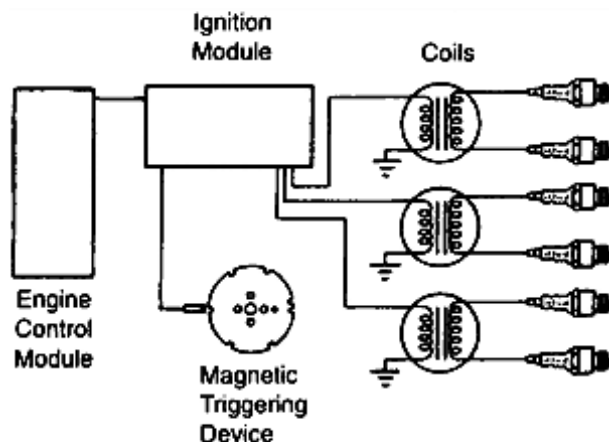 Ignition
Module
Coils
Engine
Control
Module
Magnetic
Triggering
Device